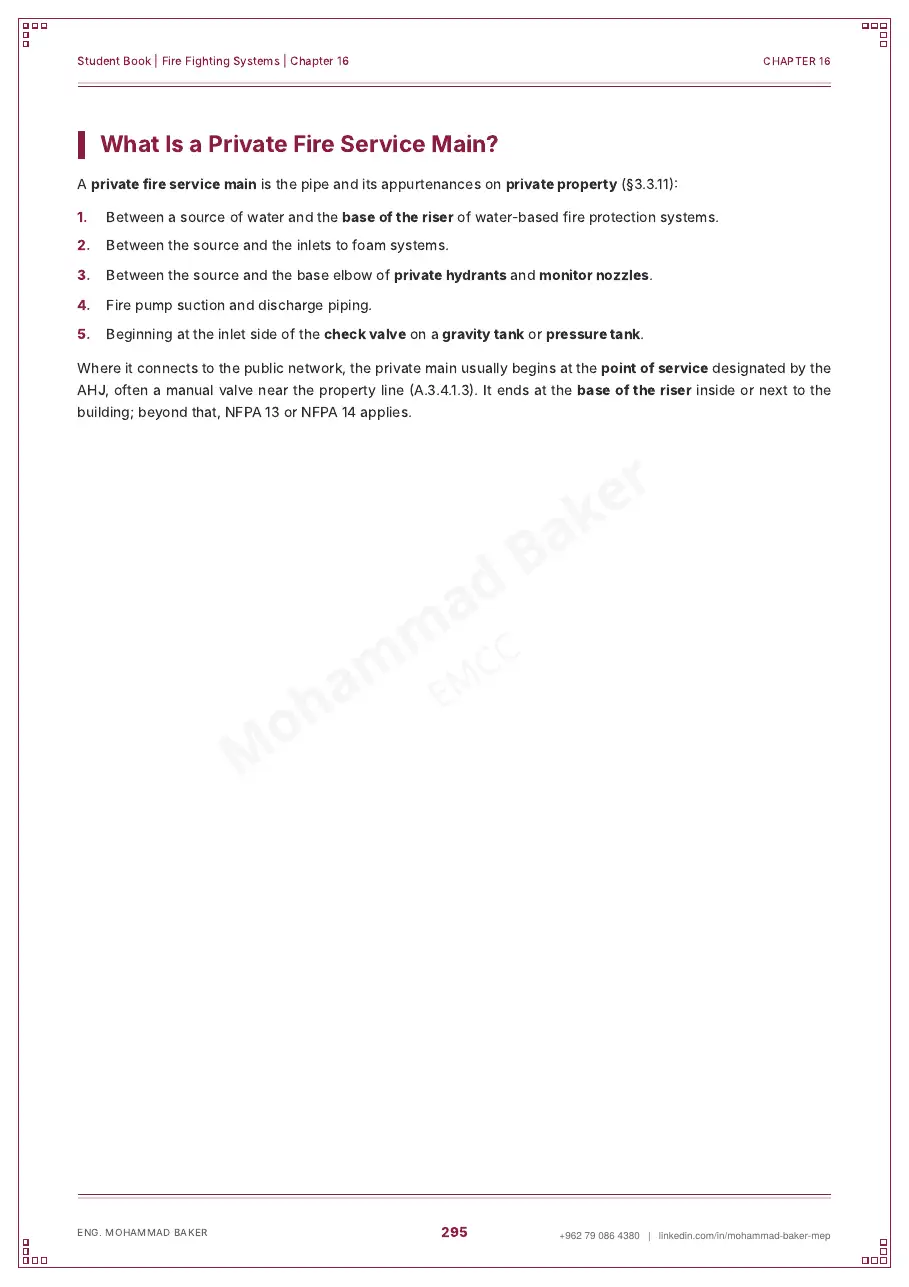 Student Book | Fire Fighting Systems | Chapter 16
CHAPTER 16
What Is a Private Fire Service Main?
A private fire service main is the pipe and its appurtenances on private property (§3.3.11):
1. Between a source of water and the base of the riser of water-based fire protection systems.
2. Between the source and the inlets to foam systems.
3. Between the source and the base elbow of private hydrants and monitor nozzles.
4. Fire pump suction and discharge piping.
5. Beginning at the inlet side of the check valve on a gravity tank or pressure tank.
Where it connects to the public network, the private main usually begins at the point of service designated by the
AHJ, often a manual valve near the property line (A.3.4.1.3). It ends at the base of the riser inside or next to the
building; beyond that, NFPA 13 or NFPA 14 applies.
Mohammad Baker
EMCC
ENG. MOHAMMAD BAKER
295
+962 79 086 4380 | linkedin.com/in/mohammad-baker-mep